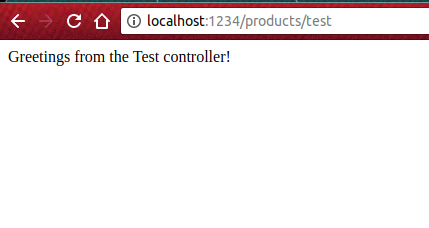 localhost:1234/products/test
Greetings from the Test controller!